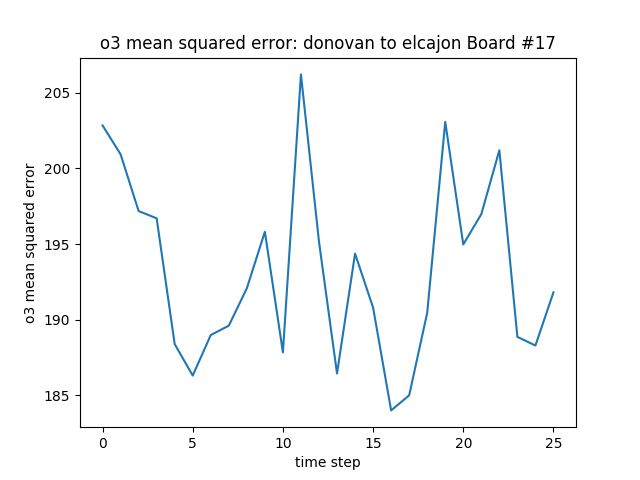 o3 mean squared error: donovan to elcajon Board #17
o3 mean squared error
205
200
195
190
185
0 5 10 15 20 25
time step